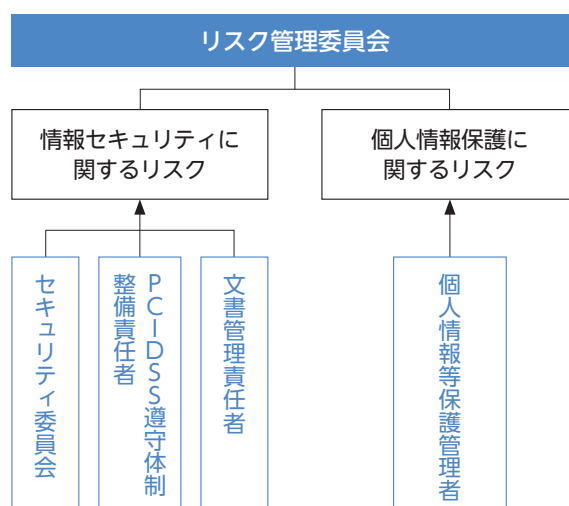 リスク管理委員会
情報セキュリティに
関するリスク
個人情報保護に
関するリスク
セキュリティ委員会
PCIDSS遵守体制
整備責任者
文書管理責任者
個人情報等保護管理者